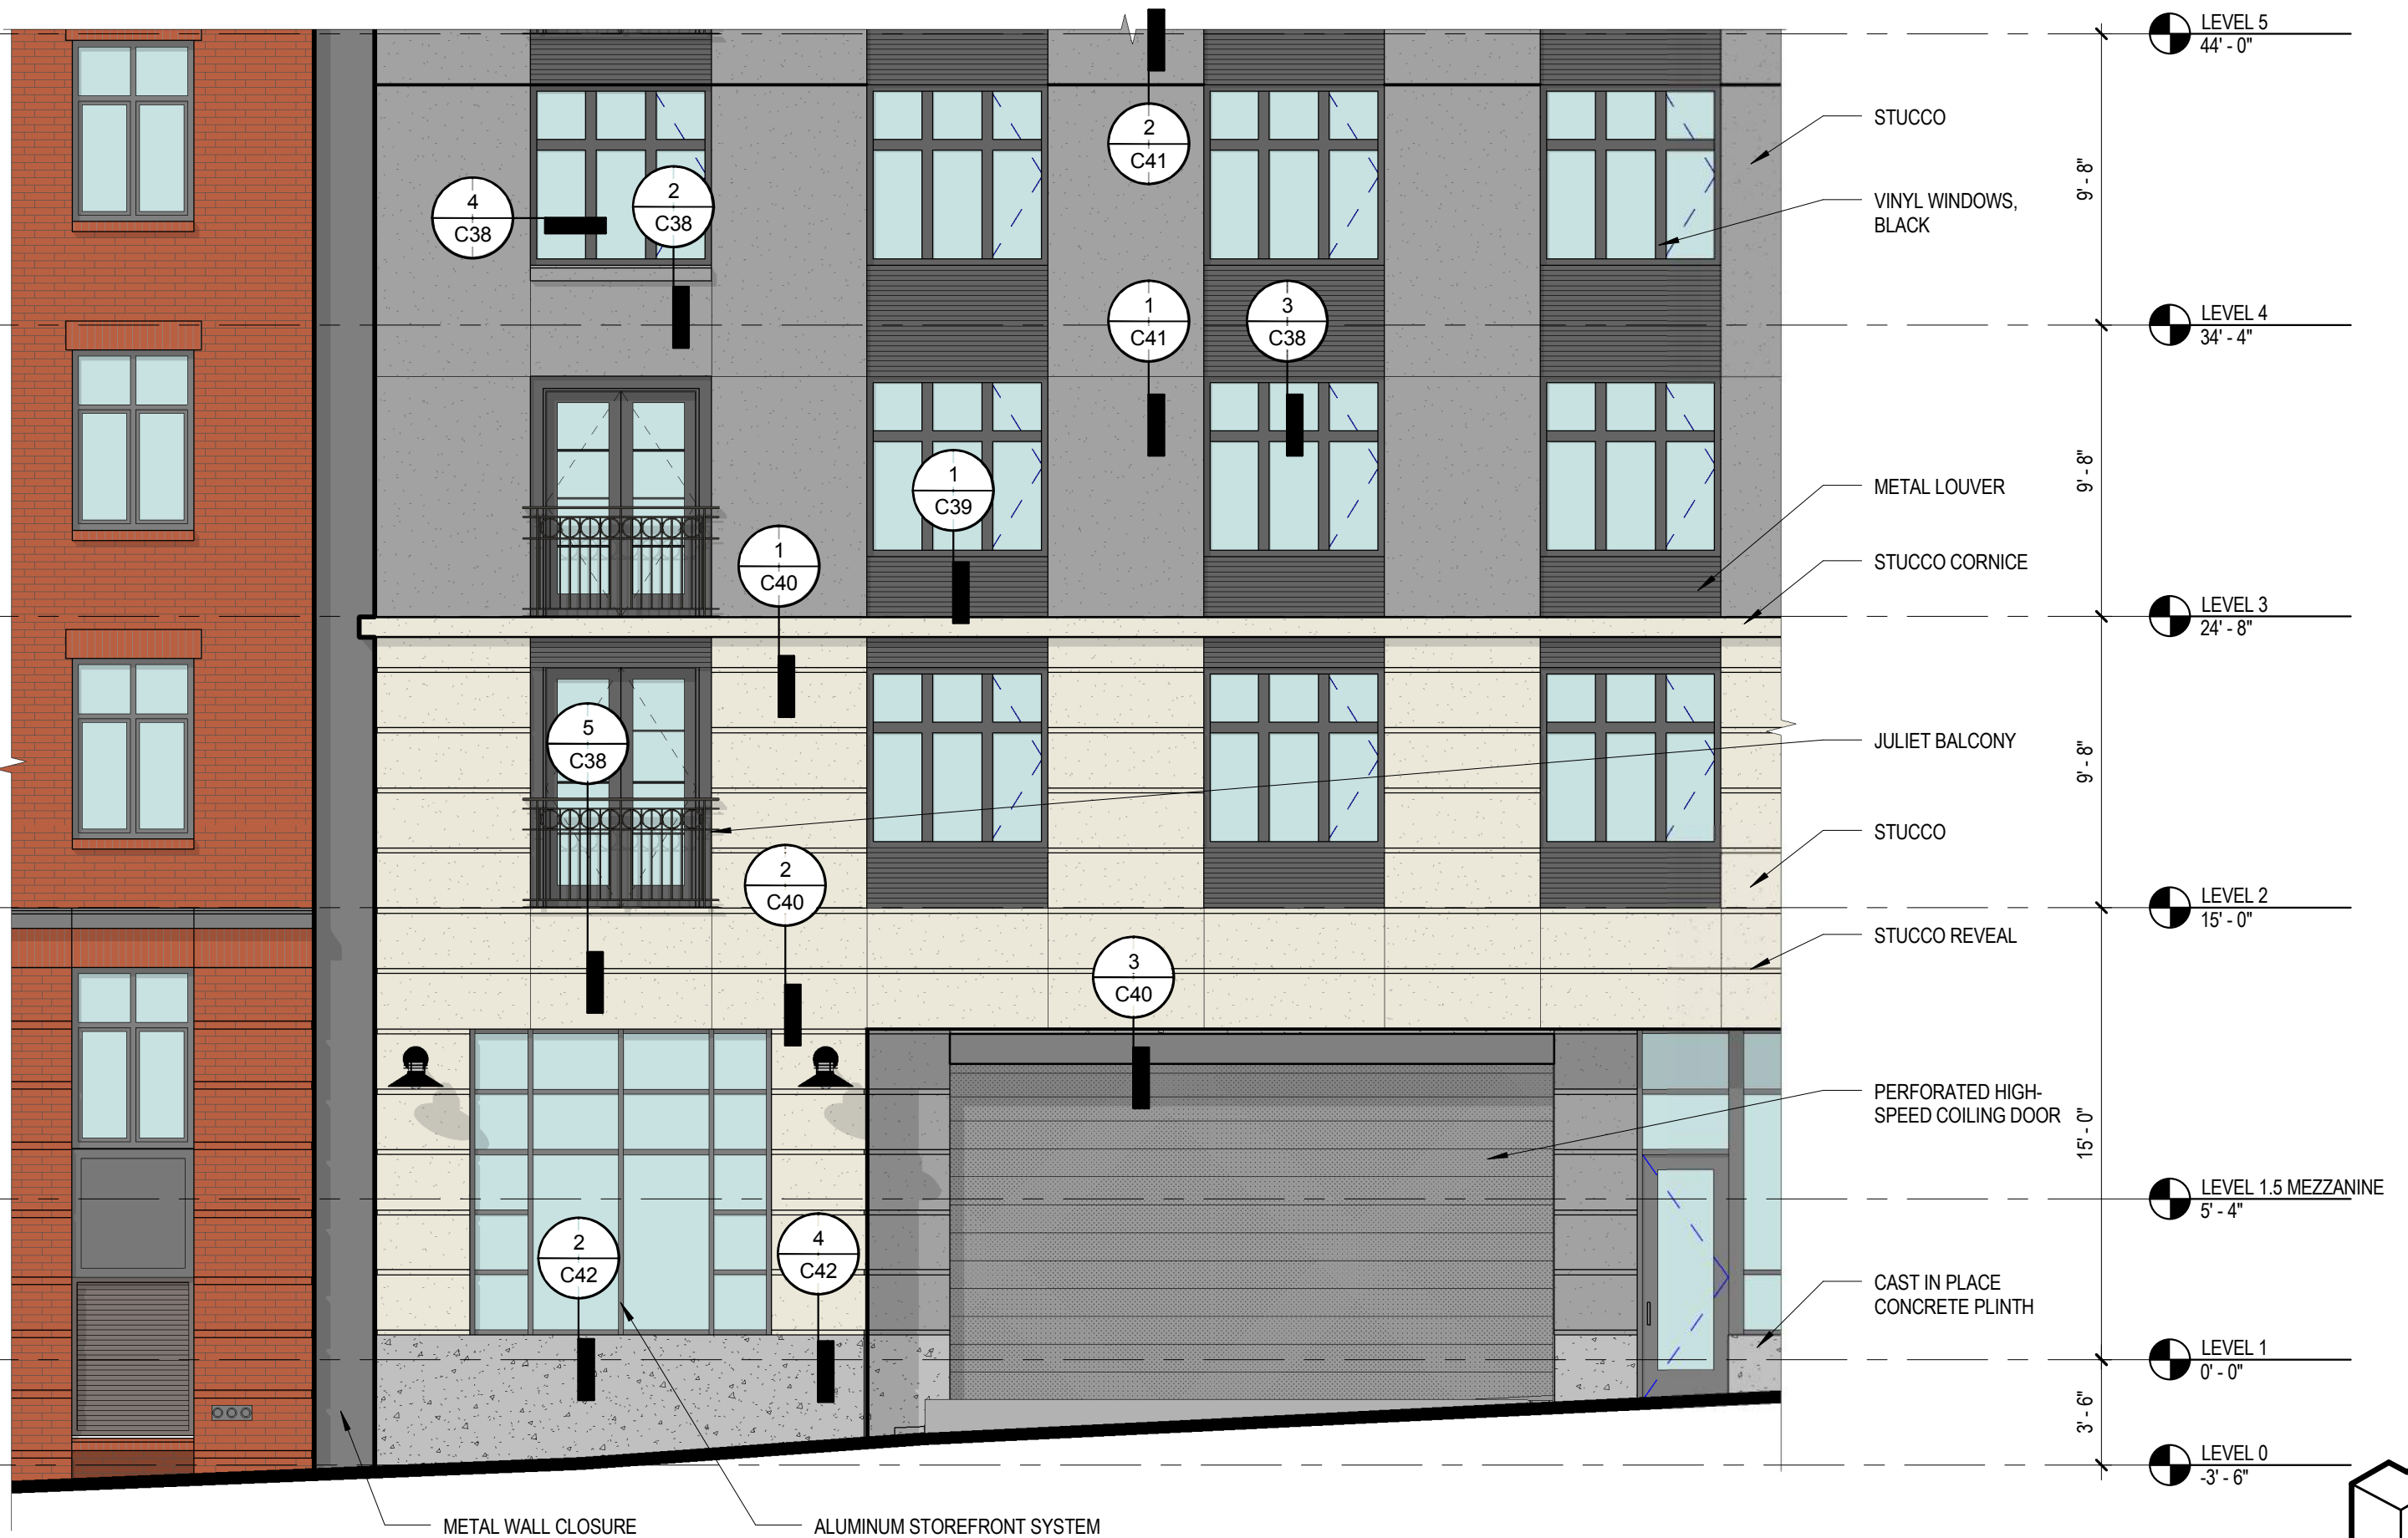 LEVEL 5
44' - 0"
2
C41
STUCCO
9' - 8"
4
C38
2
C38
VINYL WINDOWS,
BLACK
1
C41
3
C38
LEVEL 4
34' - 4"
1
C39
9' - 8"
METAL LOUVER
1
C40
STUCCO CORNICE
LEVEL 3
24' - 8"
5
C38
JULIET BALCONY
9' - 8"
STUCCO
2
C40
LEVEL 2
15' - 0"
STUCCO REVEAL
3
C40
PERFORATED HIGH-
SPEED COILING DOOR
15' - 0"
LEVEL 1.5 MEZZANINE
5' - 4"
2
C42
4
C42
CAST IN PLACE
CONCRETE PLINTH
LEVEL 1
0' - 0"
3' - 6"
LEVEL 0
-3' - 6"
METAL WALL CLOSURE
ALUMINUM STOREFRONT SYSTEM